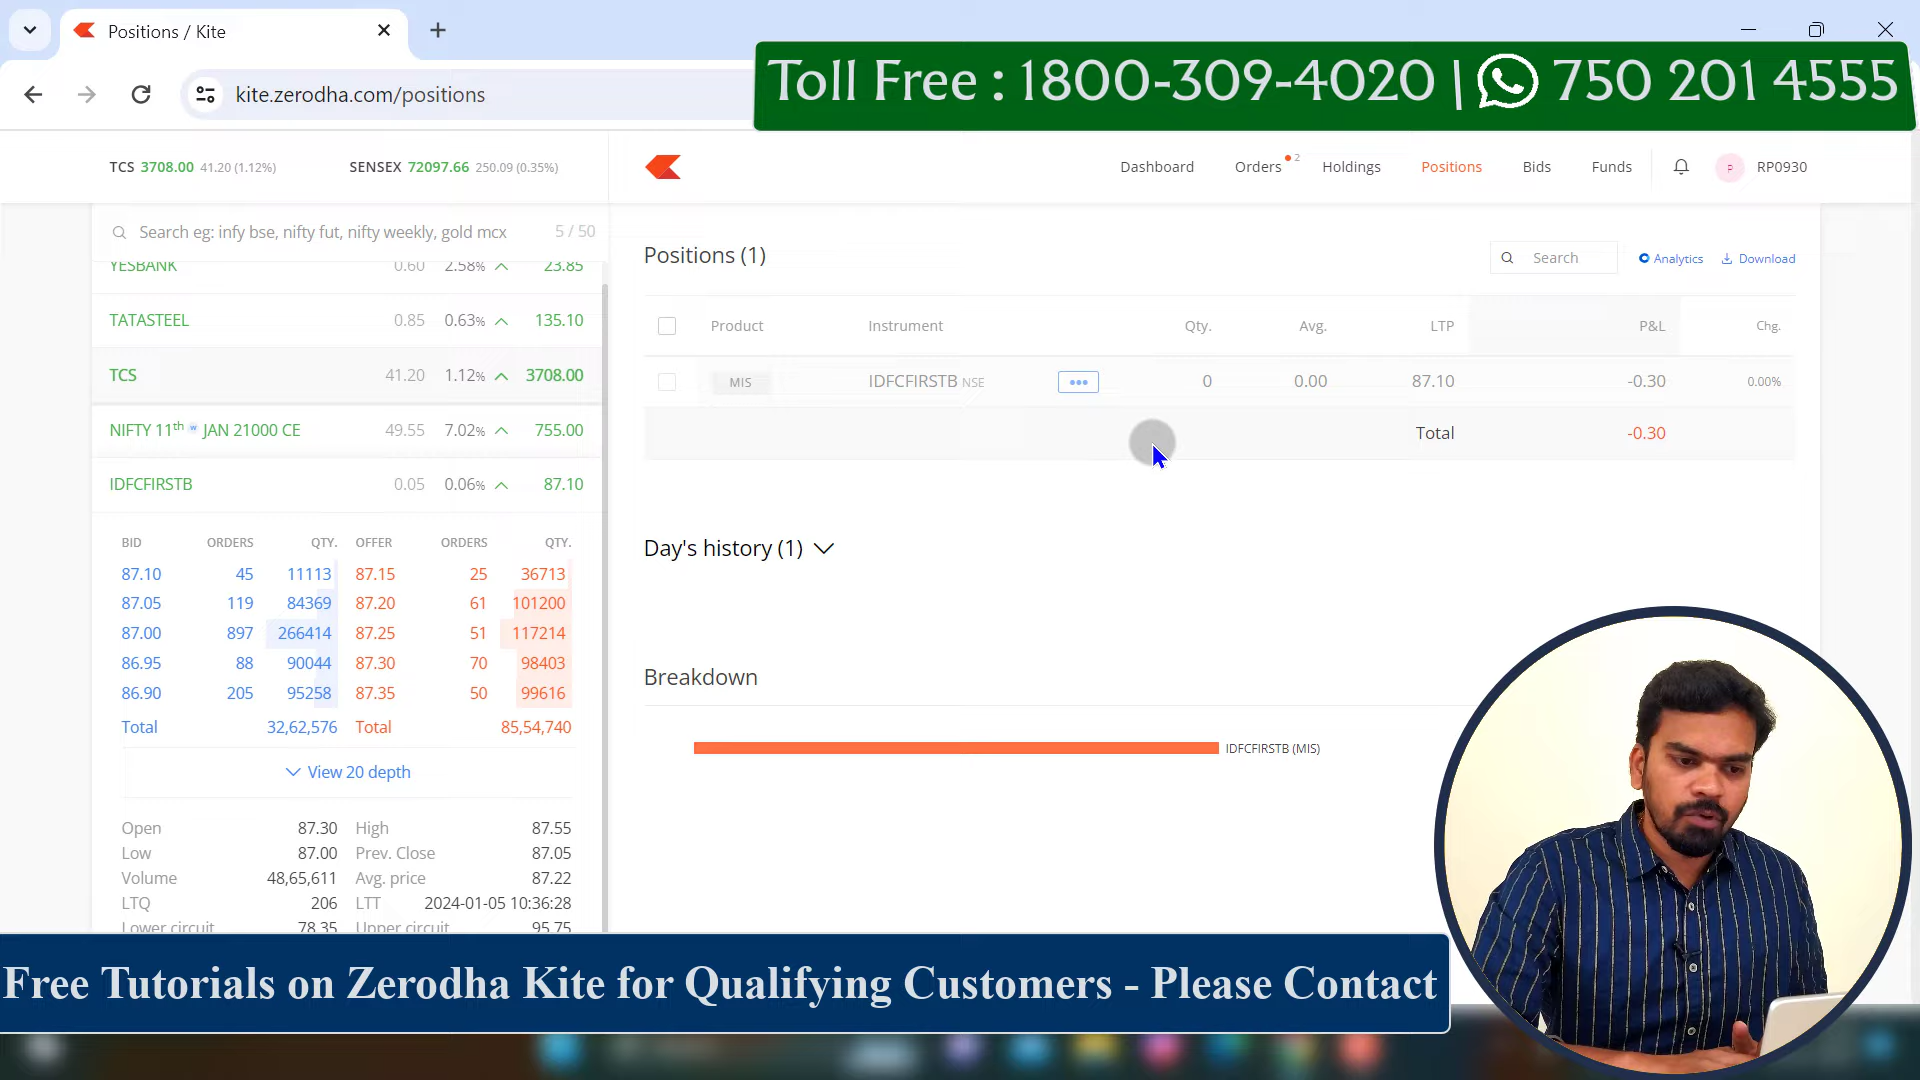 Positions / Kite
kite.zerodha.com/positions
Toll Free : 1800-309-4020 | 750 201 4555
TCS 3708.00 41.20 (1.12%) SENSEX 72097.66 250.09 (0.35%)
Dashboard Orders 2 Holdings Positions Bids Funds P RP0930
Search eg: infy bse, nifty fut, nifty weekly, gold mcx 5 / 50
YESBANK 0.60 2.58% 23.85
TATASTEEL 0.85 0.63% 135.10
TCS 41.20 1.12% 3708.00
NIFTY 11th w JAN 21000 CE 49.55 7.02% 755.00
IDFCFIRSTB 0.05 0.06% 87.10
BID ORDERS QTY. OFFER ORDERS QTY.
87.10 45 11113 87.15 25 36713
87.05 119 84369 87.20 61 101200
87.00 897 266414 87.25 51 117214
86.95 88 90044 87.30 70 98403
86.90 205 95258 87.35 50 99616
Total 32,62,576 Total 85,54,740
View 20 depth
Open 87.30 High 87.55
Low 87.00 Prev. Close 87.05
Volume 48,65,611 Avg. price 87.22
LTQ 206 LTT 2024-01-05 10:36:28
Lower circuit 78.35 Upper circuit 95.75
Positions (1)
Search Analytics Download
Product Instrument Qty. Avg. LTP P&L Chg.
MIS IDFCFIRSTB NSE ••• 0 0.00 87.10 -0.30 0.00%
Total -0.30
Day's history (1)
Breakdown
IDFCFIRSTB (MIS)
Free Tutorials on Zerodha Kite for Qualifying Customers - Please Contact